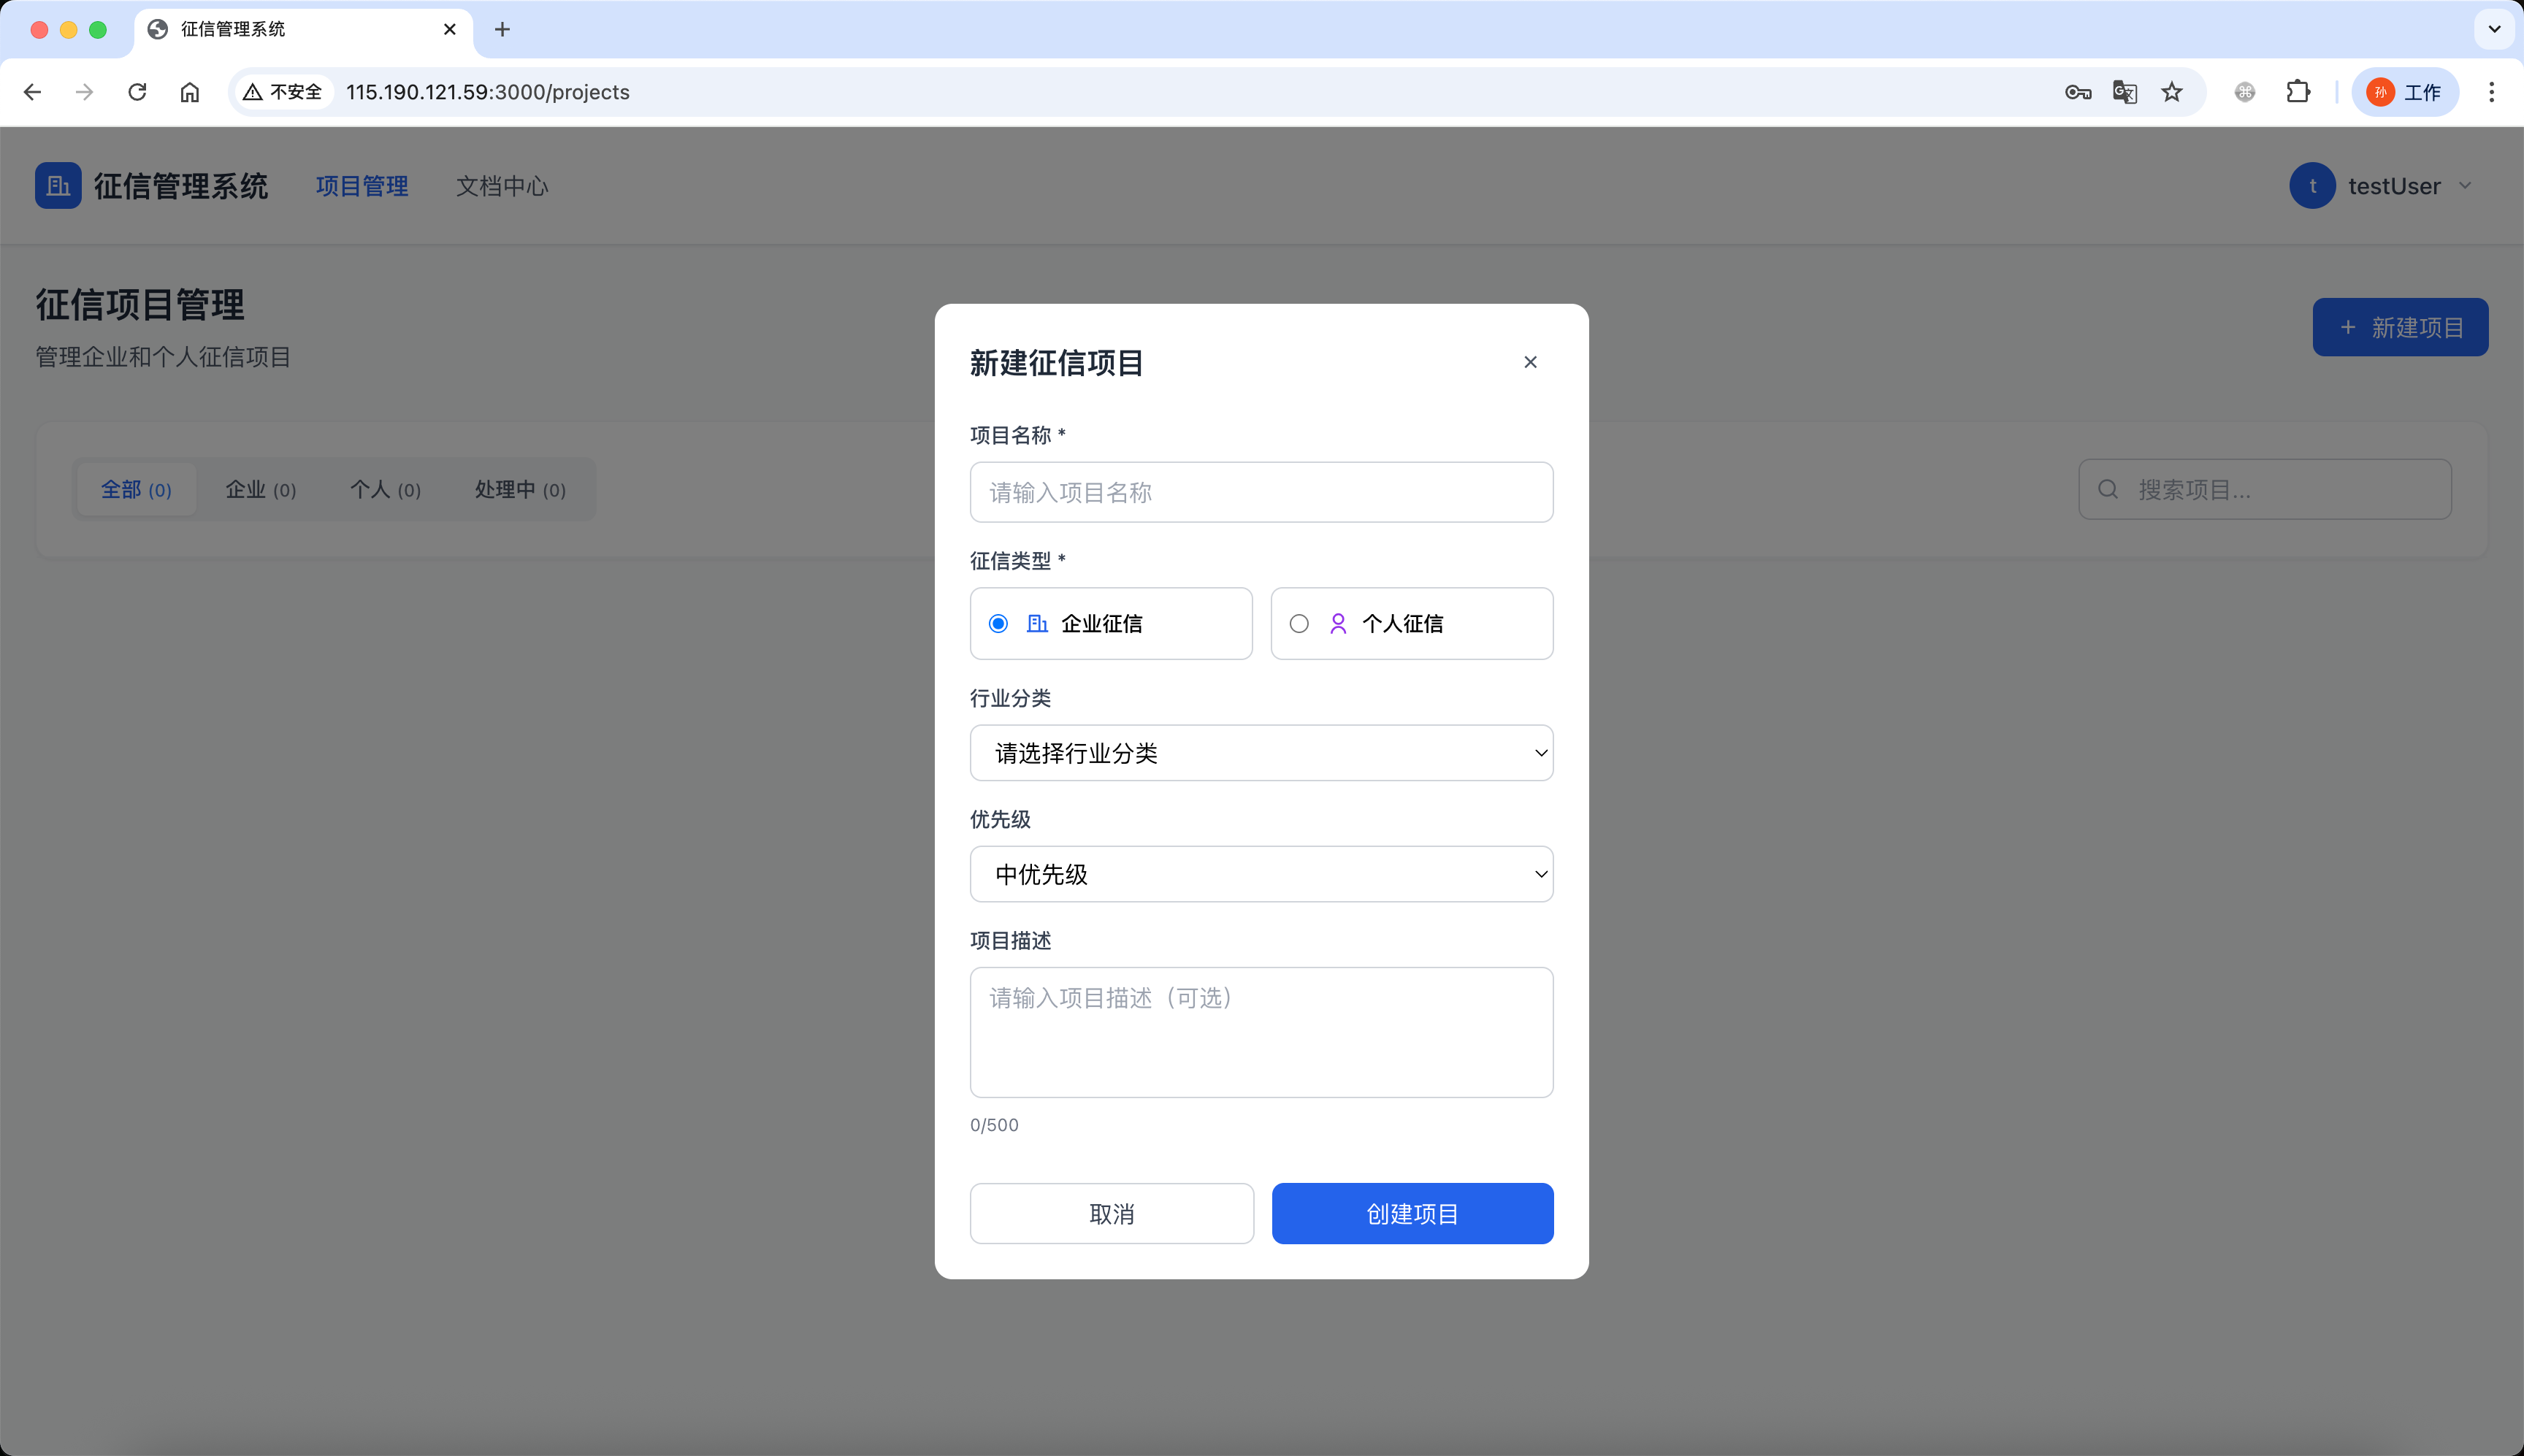 征信管理系统
不安全
115.190.121.59:3000/projects
孙
工作
征信管理系统
项目管理
文档中心
t
testUser
征信项目管理
管理企业和个人征信项目
+ 新建项目
全部 (0)
企业 (0)
个人 (0)
处理中 (0)
搜索项目...
新建征信项目
项目名称 *
请输入项目名称
征信类型 *
企业征信
个人征信
行业分类
请选择行业分类
优先级
中优先级
项目描述
请输入项目描述（可选）
0/500
取消
创建项目